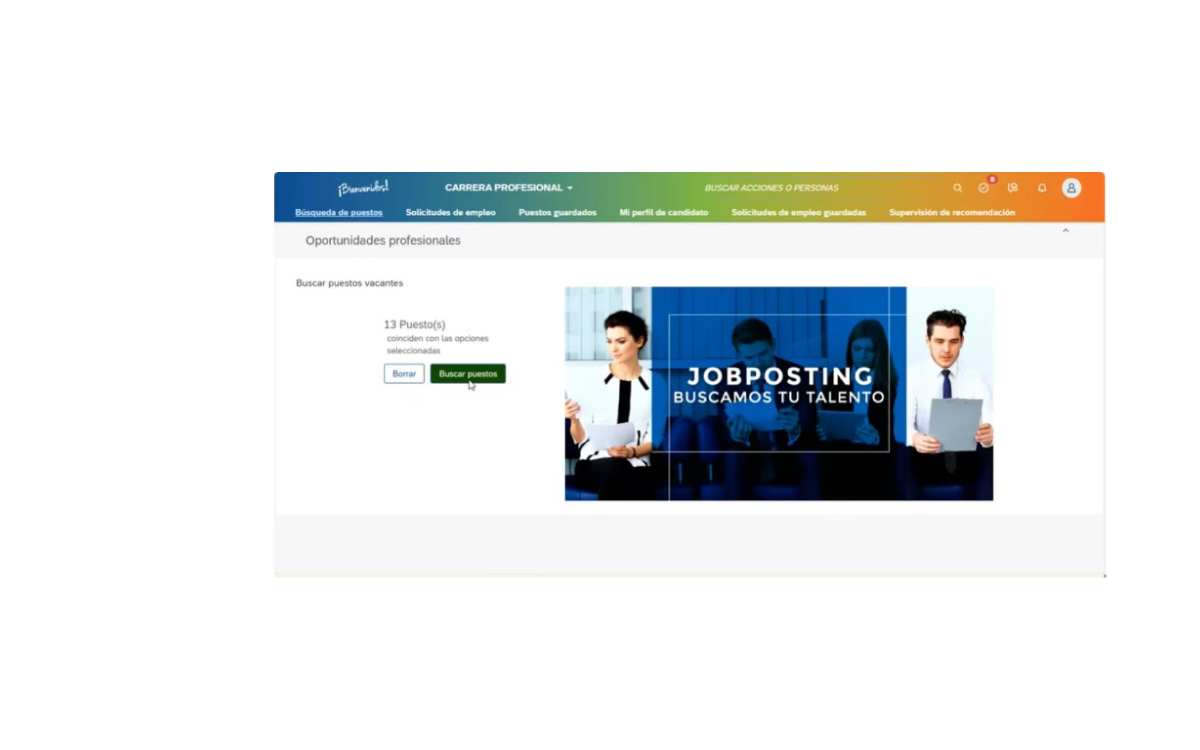 ¡Bienvenid@s!
CARRERA PROFESIONAL
BUSCAR ACCIONES O PERSONAS
Búsqueda de puestos Solicitudes de empleo Puestos guardados Mi perfil de candidato Solicitudes de empleo guardadas Supervisión de recomendación
Oportunidades profesionales
Buscar puestos vacantes
13 Puesto(s)
coinciden con las opciones
seleccionadas
Borrar Buscar puestos
JOBPOSTING
BUSCAMOS TU TALENTO